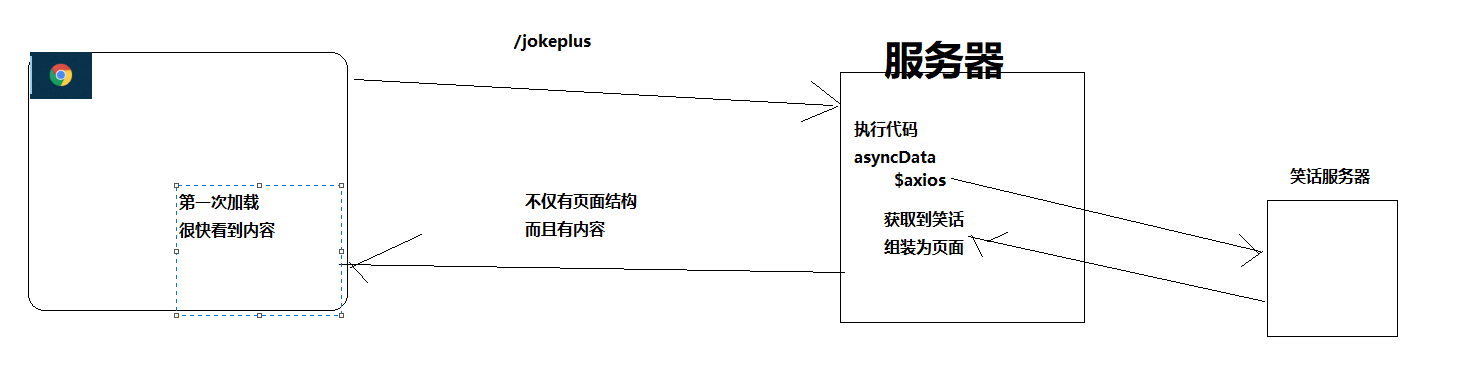 /jokeplus
服务器
执行代码
asyncData
$axios
笑话服务器
第一次加载
很快看到内容
不仅有页面结构
而且有内容
获取到笑话
组装为页面